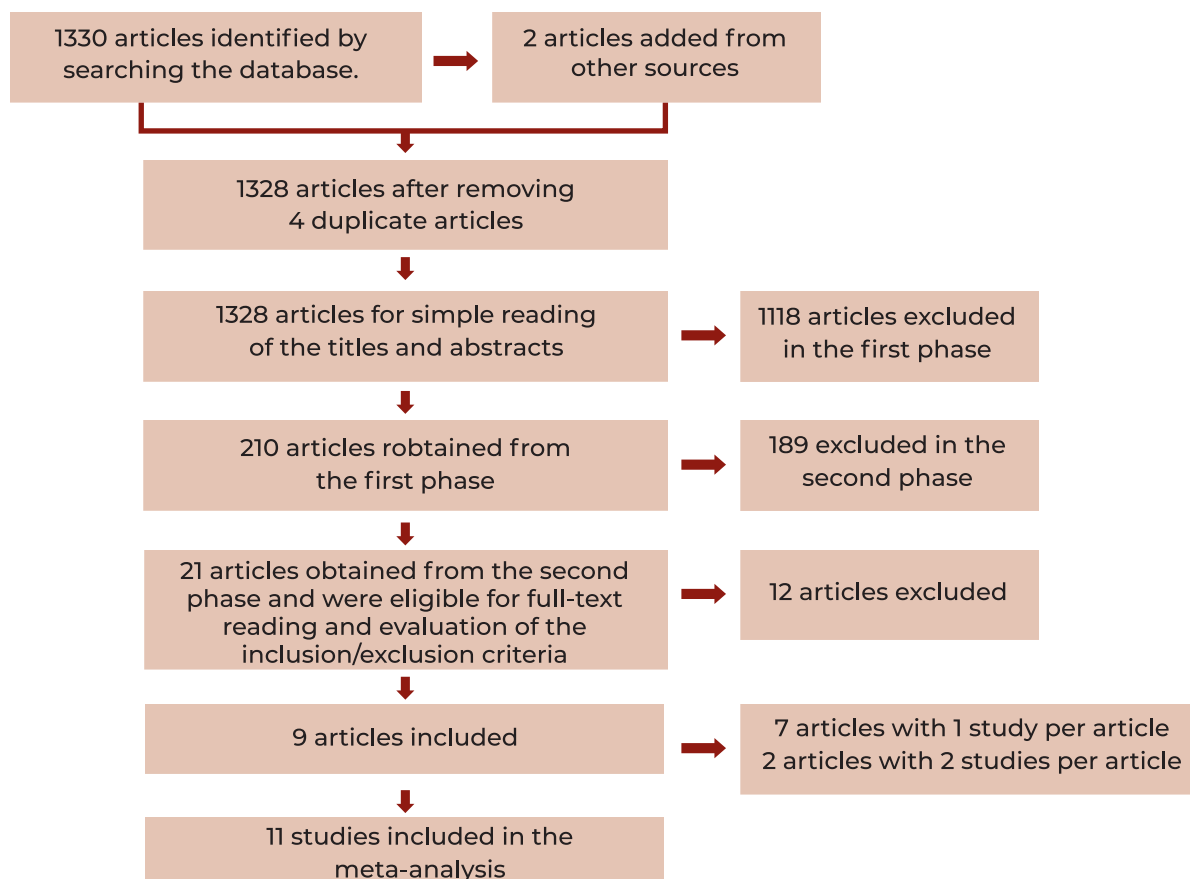 1330 articles identified by
searching the database.
2 articles added from
other sources
1328 articles after removing
4 duplicate articles
1328 articles for simple reading
of the titles and abstracts
1118 articles excluded
in the first phase
210 articles robtained from
the first phase
189 excluded in the
second phase
21 articles obtained from the second
phase and were eligible for full-text
reading and evaluation of the
inclusion/exclusion criteria
12 articles excluded
9 articles included
7 articles with 1 study per article
2 articles with 2 studies per article
11 studies included in the
meta-analysis